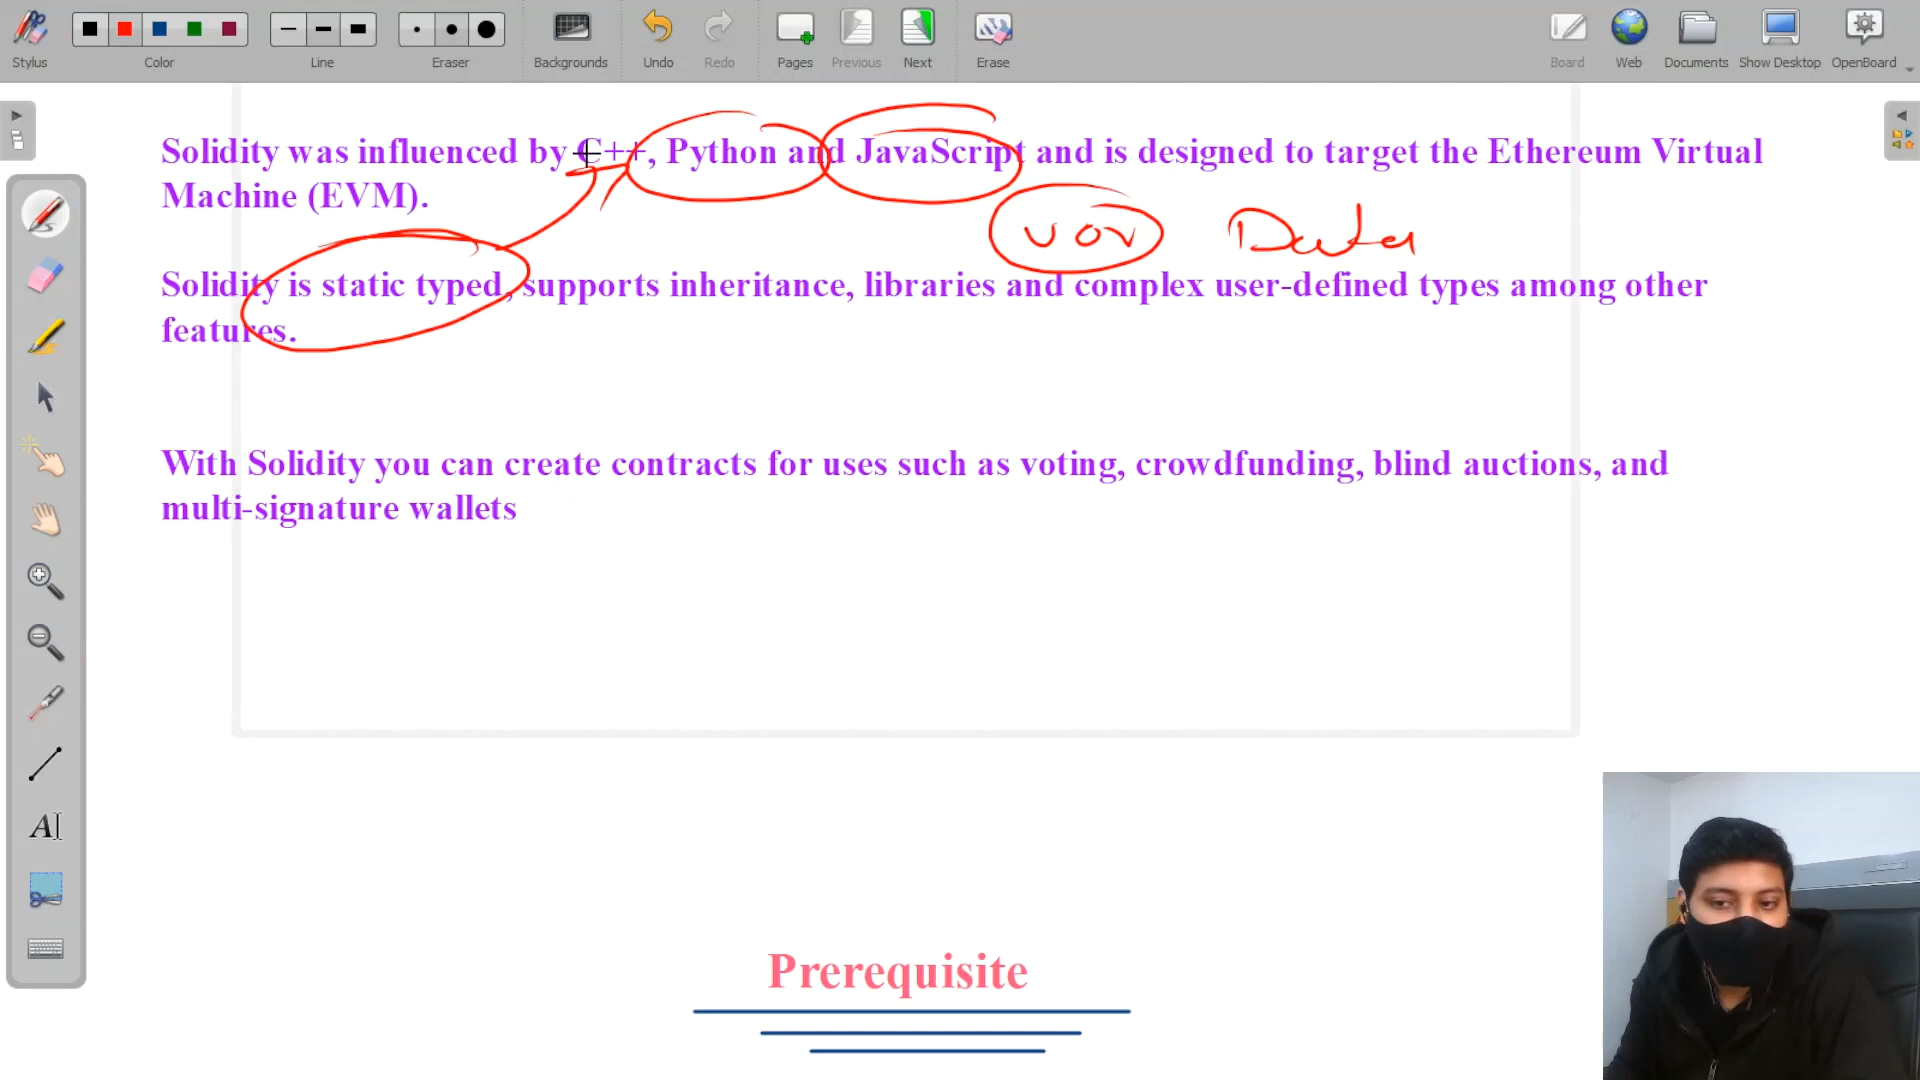 Stylus Color Line Eraser Backgrounds Undo Redo Pages Previous Next Erase Board Web Documents Show Desktop OpenBoard
Solidity was influenced by C++, Python and JavaScript and is designed to target the Ethereum Virtual
Machine (EVM).
Data
Solidity is static typed, supports inheritance, libraries and complex user-defined types among other
features.
With Solidity you can create contracts for uses such as voting, crowdfunding, blind auctions, and
multi-signature wallets
Prerequisite